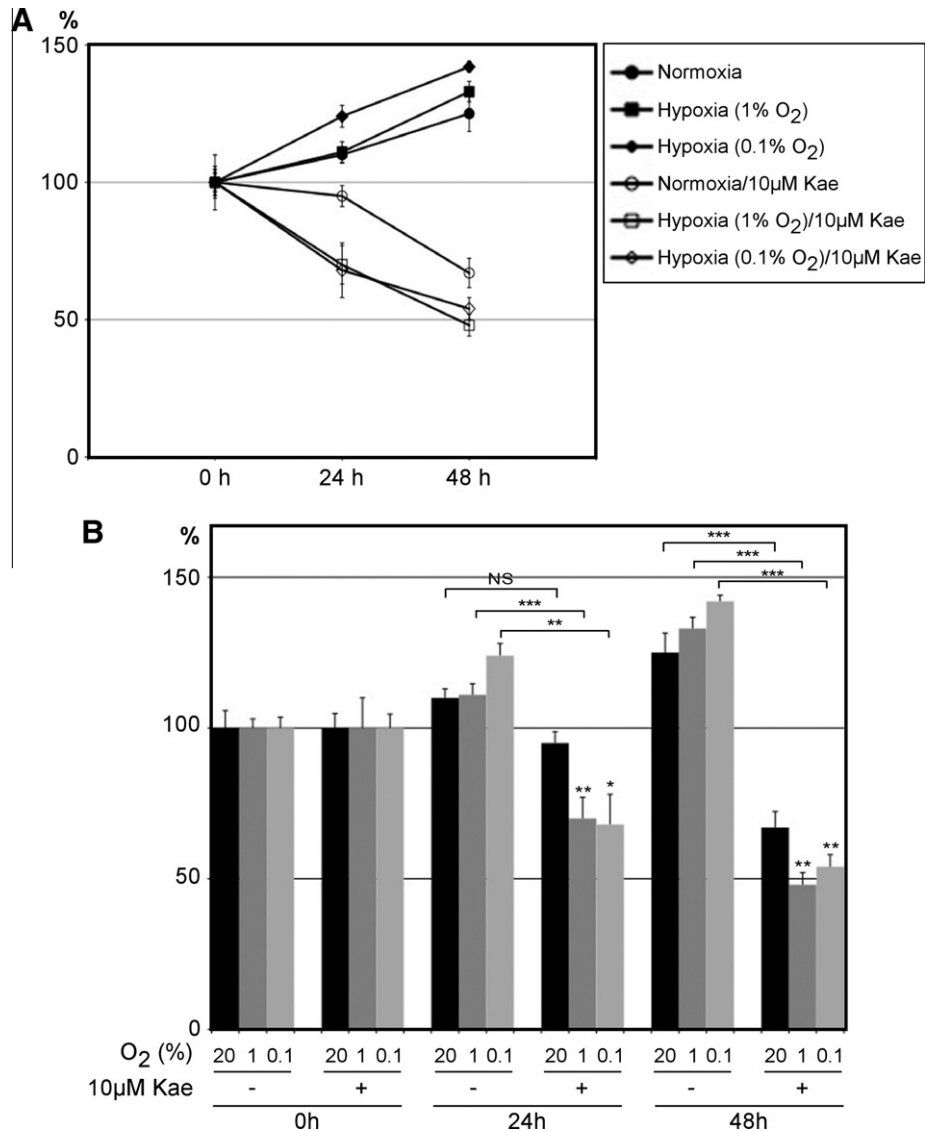 A
%
150
100
50
0
0 h 24 h 48 h
Normoxia
Hypoxia (1% O2)
Hypoxia (0.1% O2)
Normoxia/10µM Kae
Hypoxia (1% O2)/10µM Kae
Hypoxia (0.1% O2)/10µM Kae
B
%
150
100
50
0
NS
***
**
***
***
***
** *
** **
O2 (%) 20 1 0.1 20 1 0.1 20 1 0.1 20 1 0.1 20 1 0.1 20 1 0.1
10µM Kae - + - + - +
0h 24h 48h